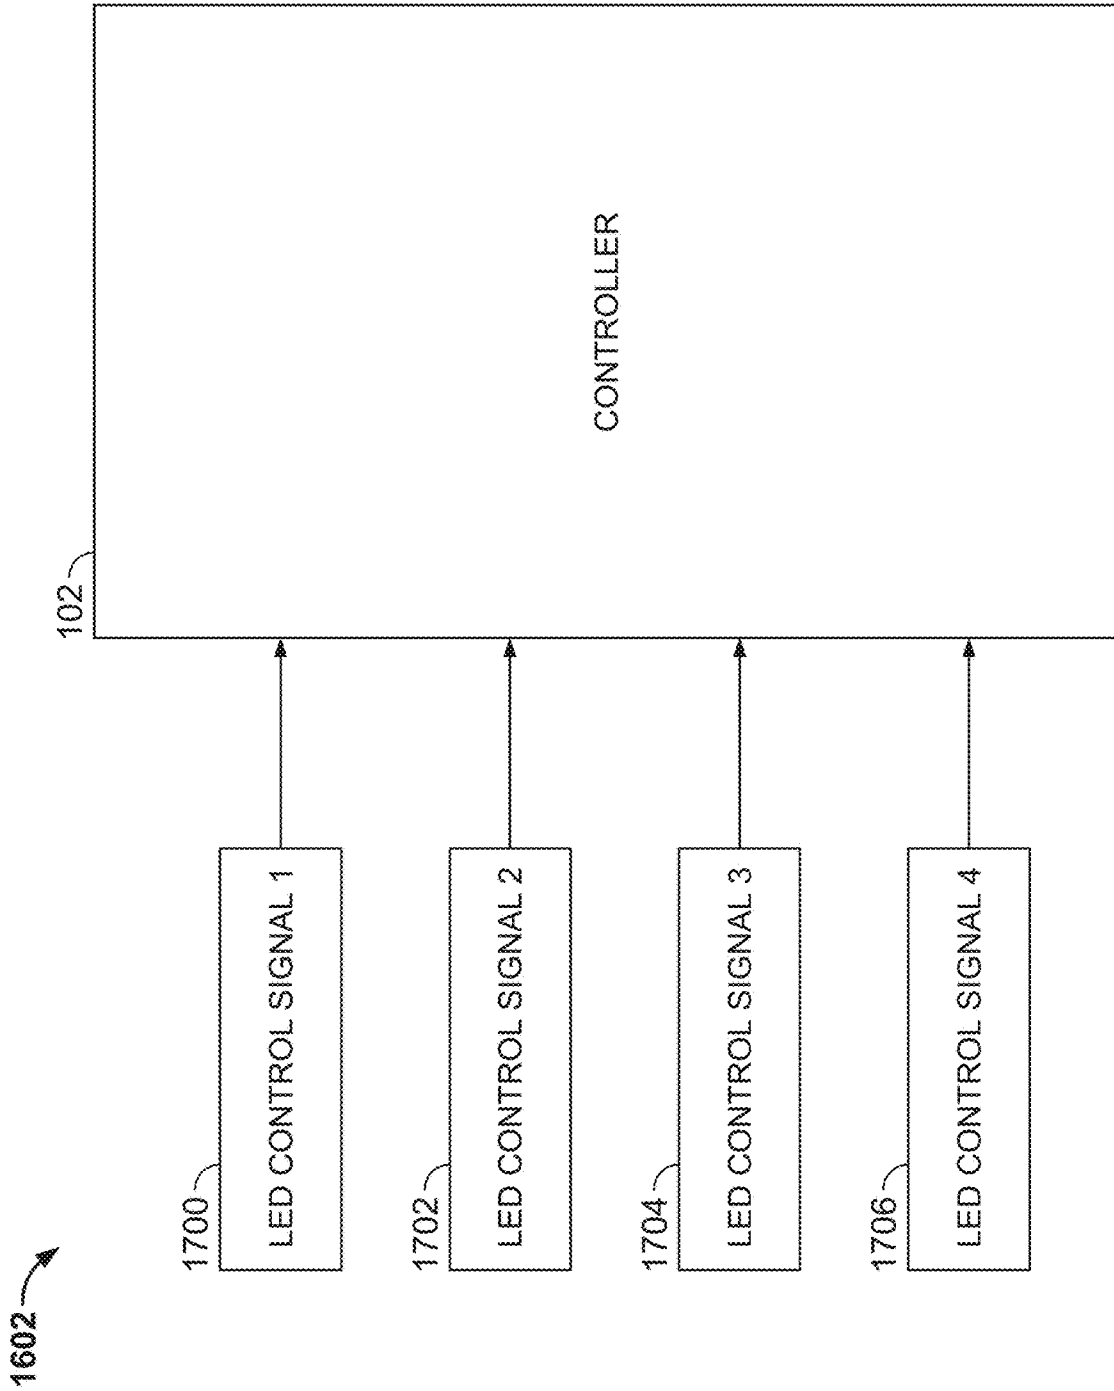 1602
1700
LED CONTROL SIGNAL 1
1702
LED CONTROL SIGNAL 2
1704
LED CONTROL SIGNAL 3
1706
LED CONTROL SIGNAL 4
102
CONTROLLER